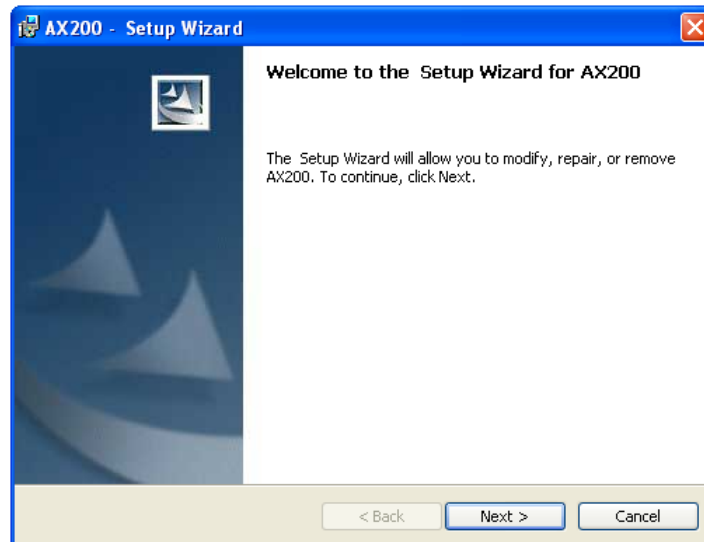 AX200 - Setup Wizard
Welcome to the Setup Wizard for AX200
The Setup Wizard will allow you to modify, repair, or remove
AX200. To continue, click Next.
< Back
Next >
Cancel